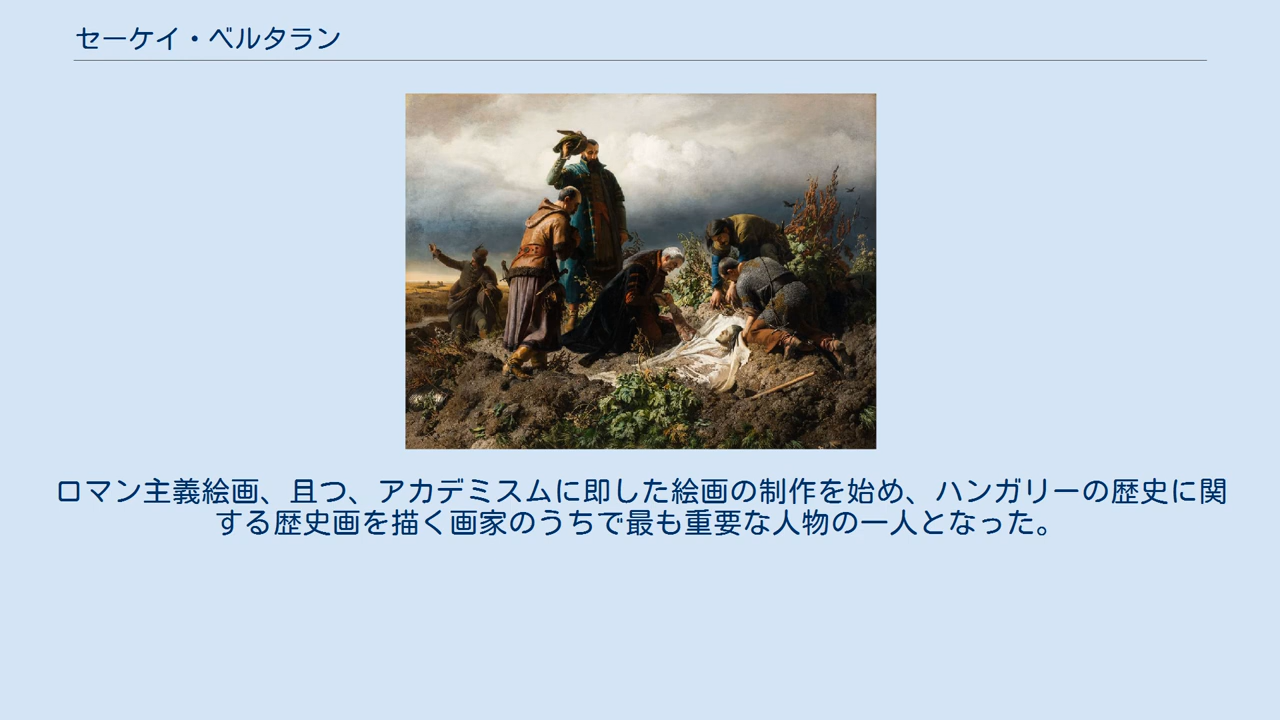 セーケイ・ベルタラン
ロマン主義絵画、且つ、アカデミスムに即した絵画の制作を始め、ハンガリーの歴史に関
する歴史画を描く画家のうちで最も重要な人物の一人となった。